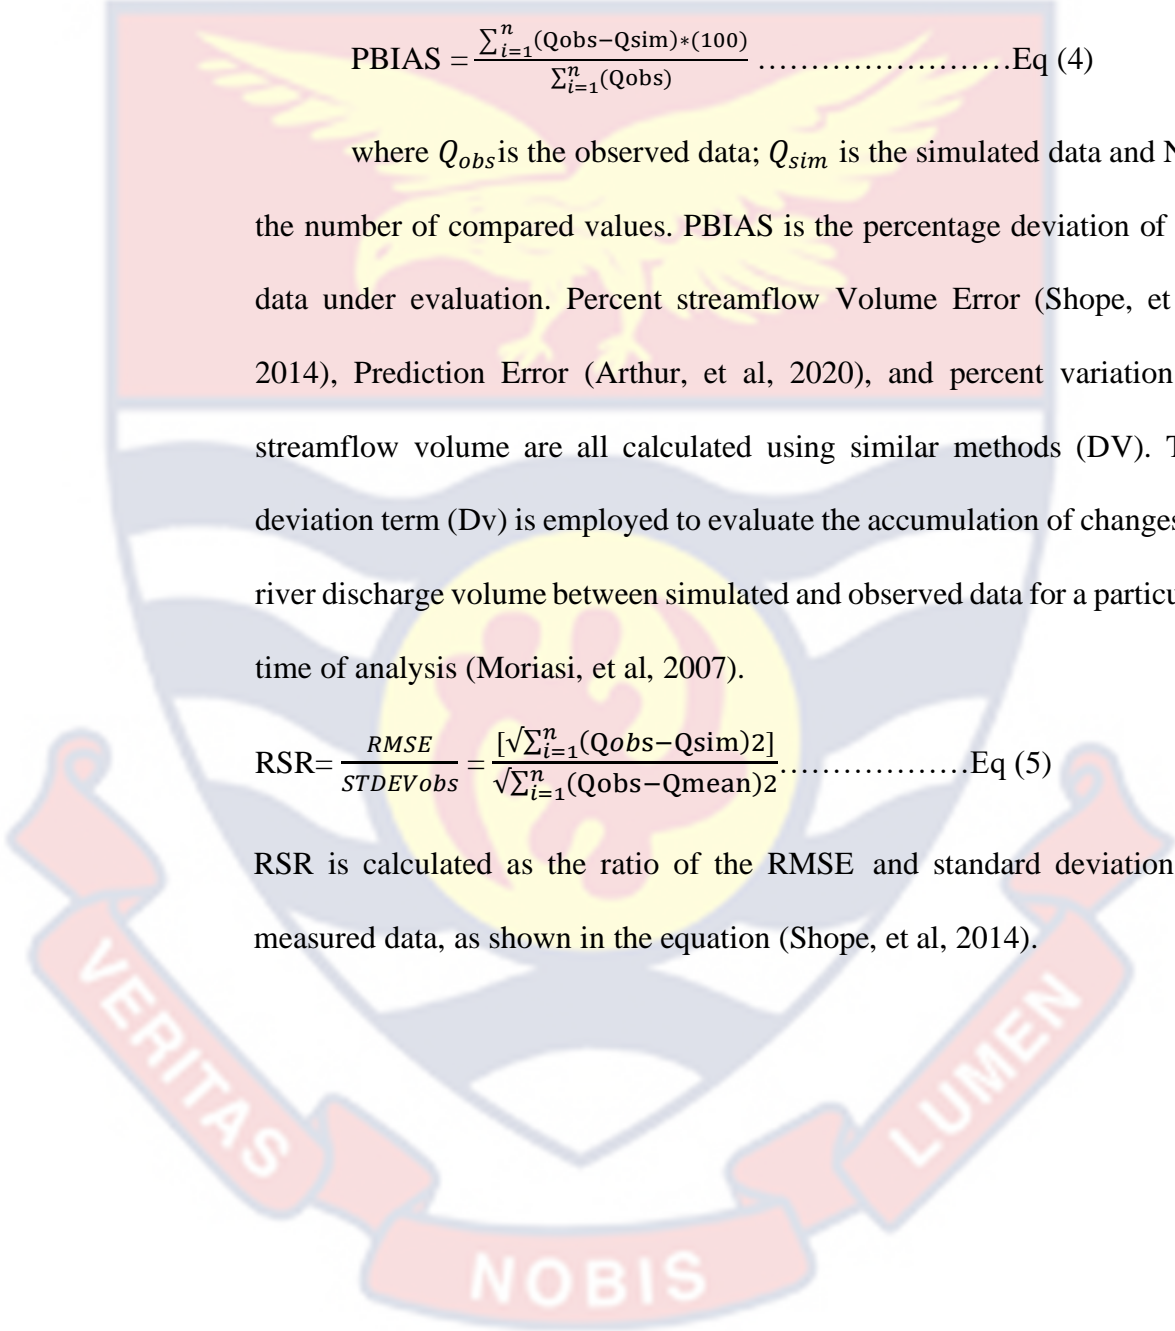 PBIAS = ∑ⁿᵢ₌₁(Qobs−Qsim)∗(100) / ∑ⁿᵢ₌₁(Qobs) ……………………Eq (4)
where Q_obs is the observed data; Q_sim is the simulated data and N
the number of compared values. PBIAS is the percentage deviation of
data under evaluation. Percent streamflow Volume Error (Shope, et
2014), Prediction Error (Arthur, et al, 2020), and percent variation
streamflow volume are all calculated using similar methods (DV). T
deviation term (Dv) is employed to evaluate the accumulation of changes
river discharge volume between simulated and observed data for a particu
time of analysis (Moriasi, et al, 2007).
RSR= RMSE / STDEVobs = [√∑ⁿᵢ₌₁(Qobs−Qsim)2] / √∑ⁿᵢ₌₁(Qobs−Qmean)2 ………………Eq (5)
RSR is calculated as the ratio of the RMSE and standard deviation
measured data, as shown in the equation (Shope, et al, 2014).
VERITAS
NOBIS
LUMEN